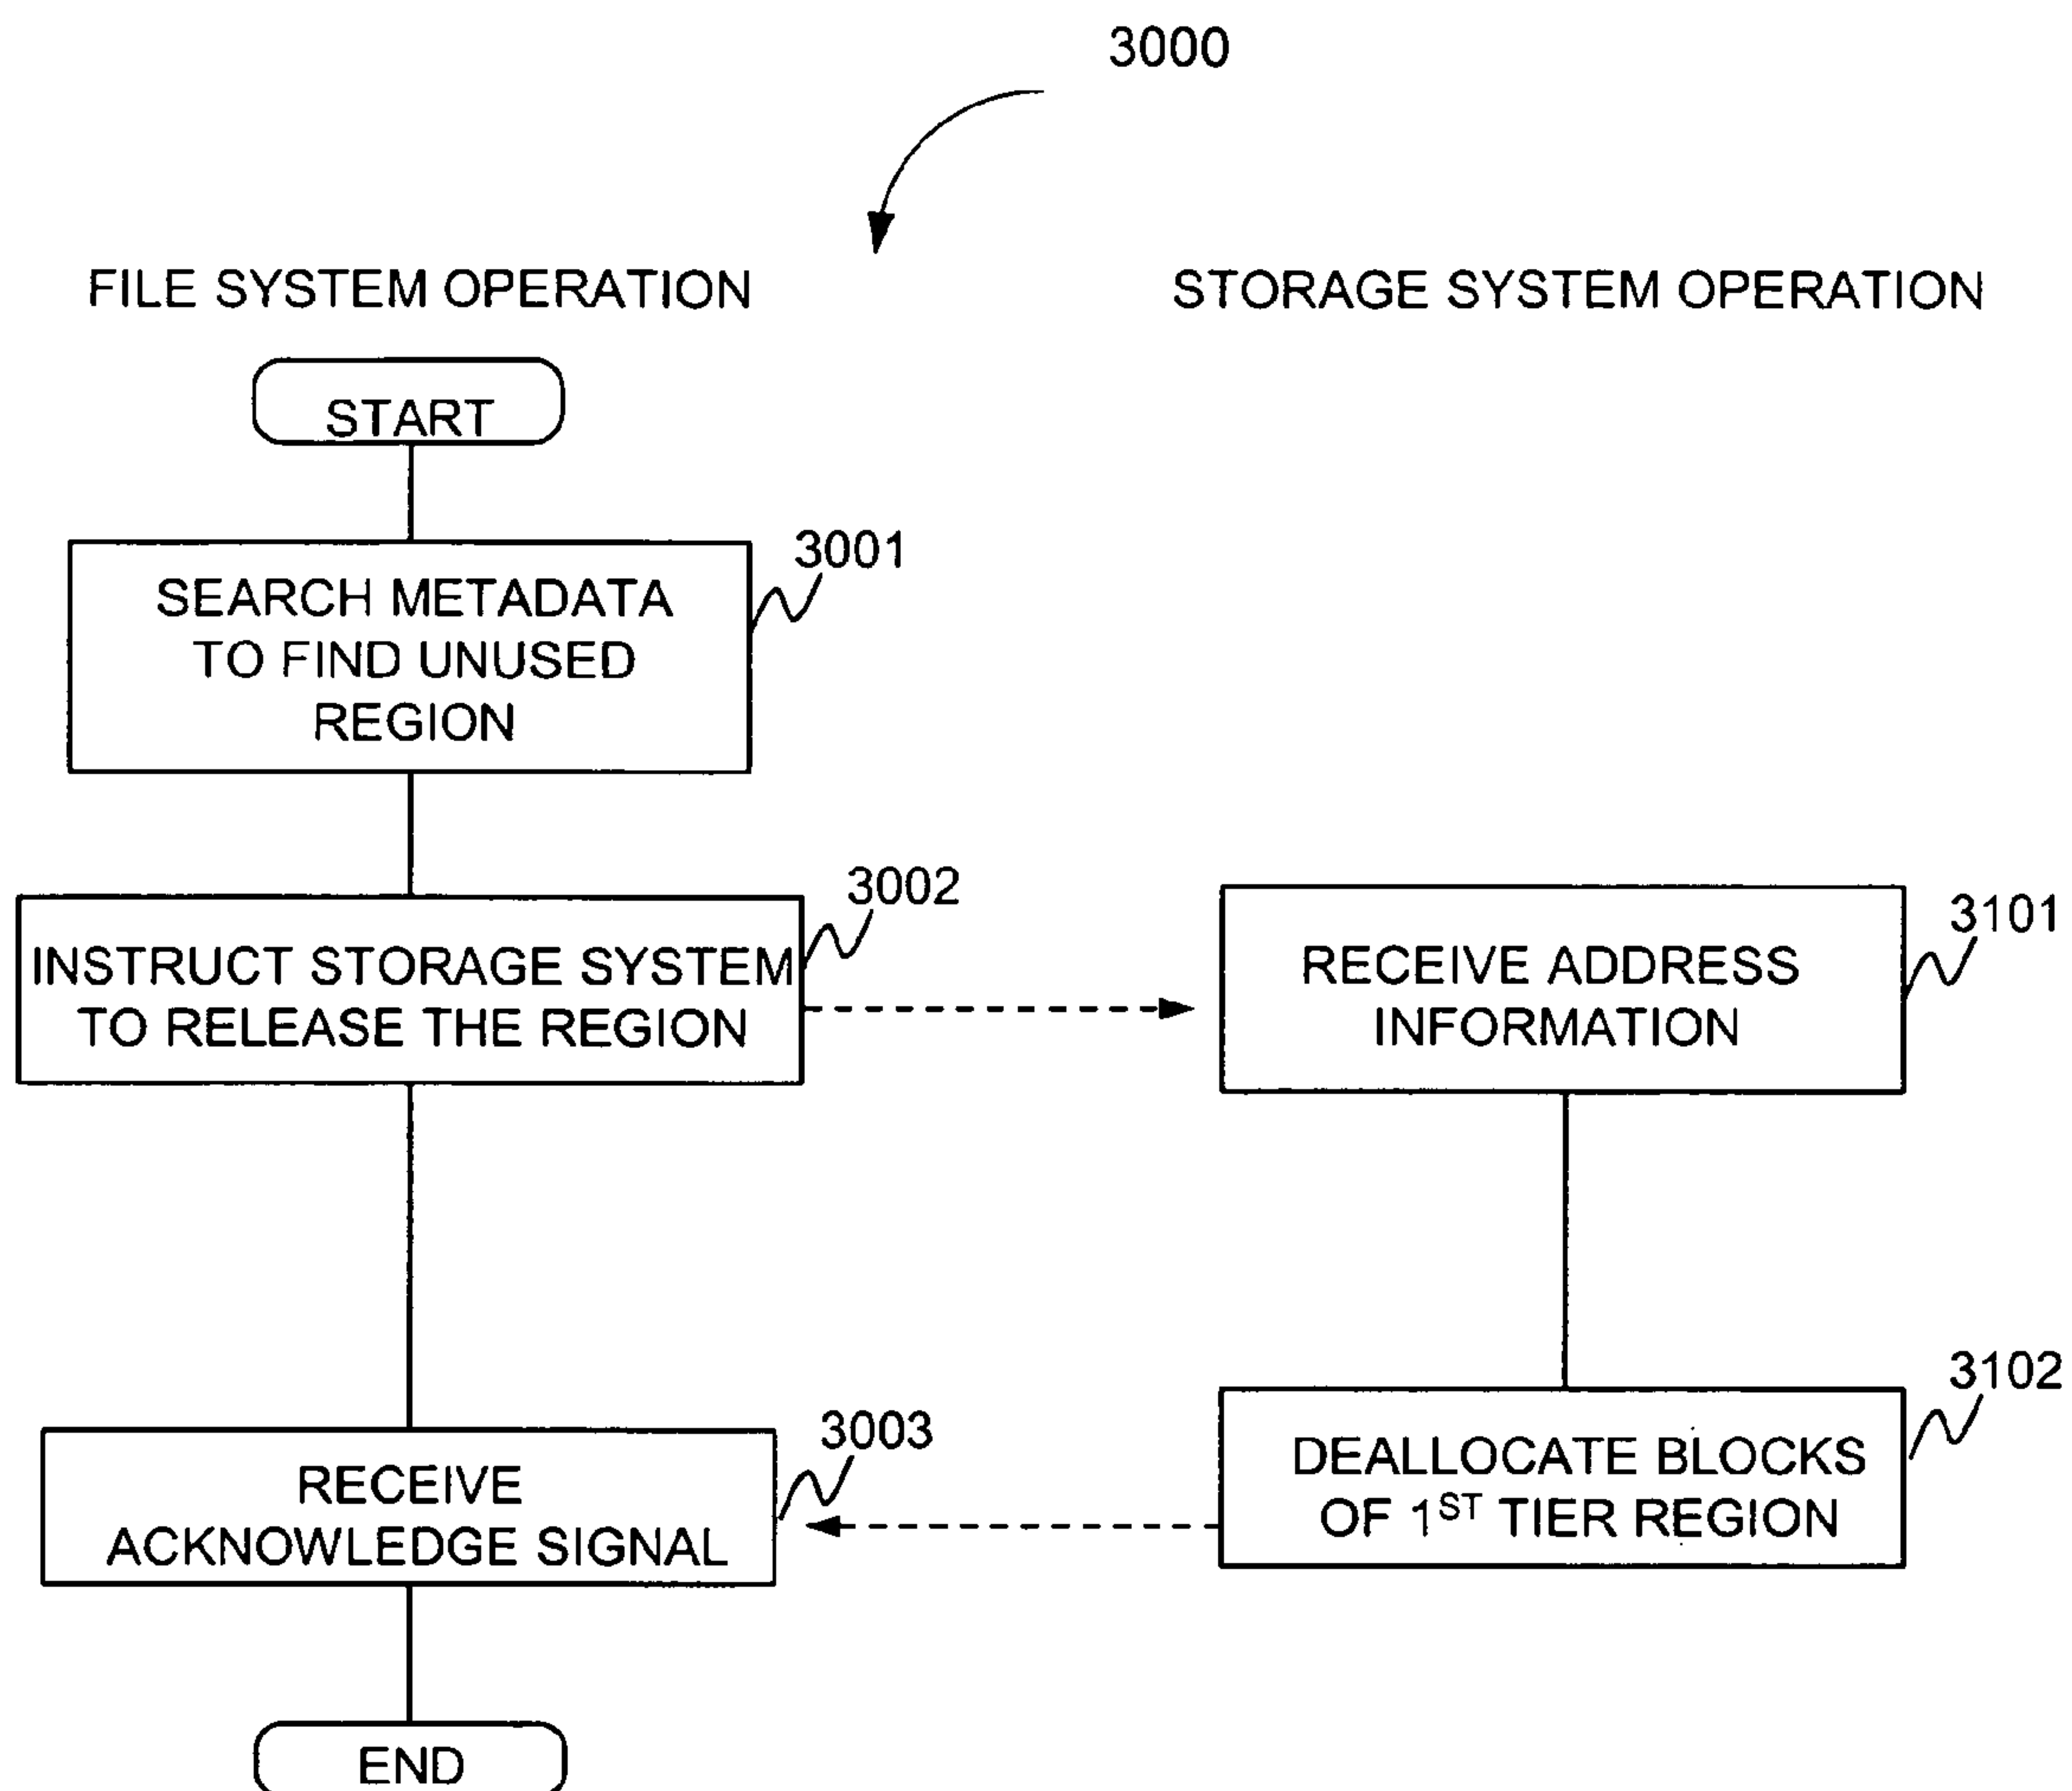 3000
FILE SYSTEM OPERATION
STORAGE SYSTEM OPERATION
START
3001
SEARCH METADATA
TO FIND UNUSED
REGION
3002
INSTRUCT STORAGE SYSTEM
TO RELEASE THE REGION
3101
RECEIVE ADDRESS
INFORMATION
3102
DEALLOCATE BLOCKS
OF 1ST TIER REGION
3003
RECEIVE
ACKNOWLEDGE SIGNAL
END